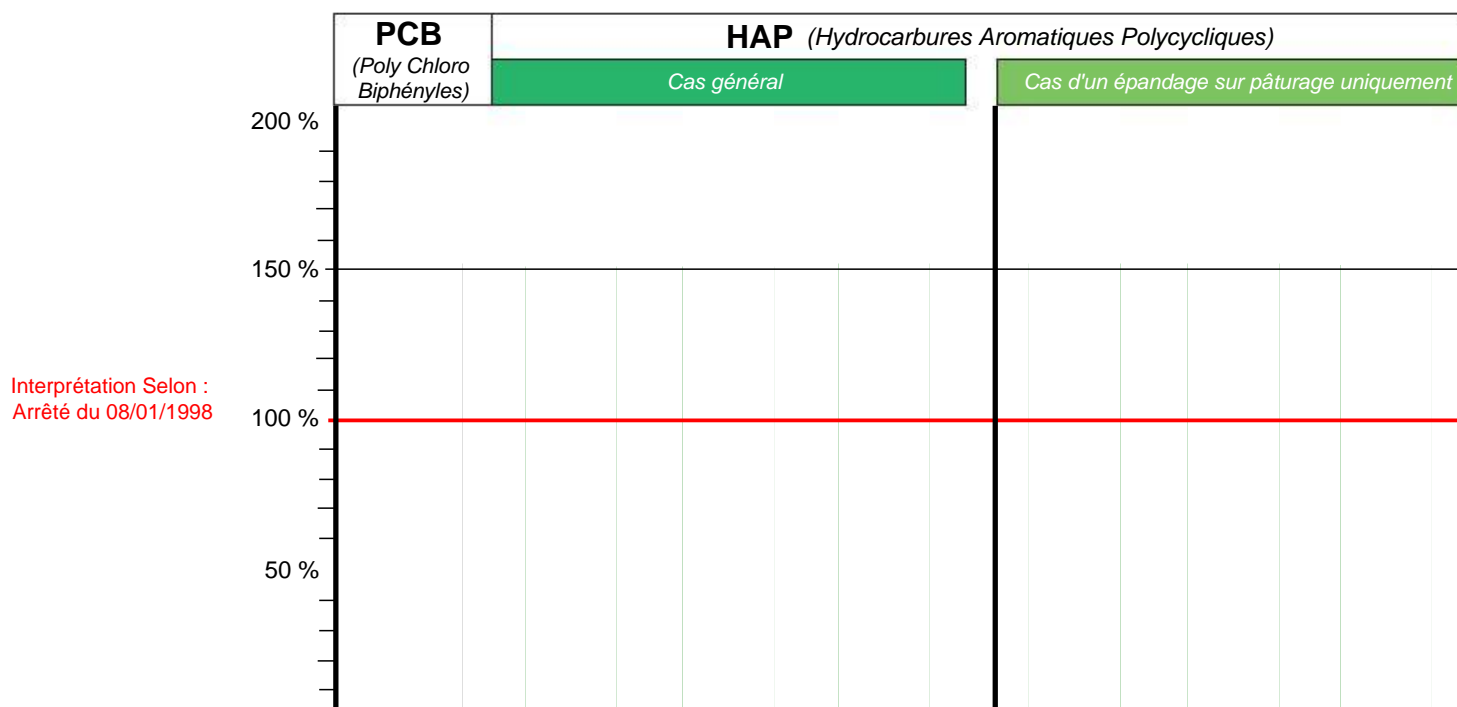 PCB
(Poly Chloro
Biphényles)
HAP (Hydrocarbures Aromatiques Polycycliques)
Cas général
Cas d'un épandage sur pâturage uniquement
200 %
150 %
Interprétation Selon :
Arrêté du 08/01/1998
100 %
50 %